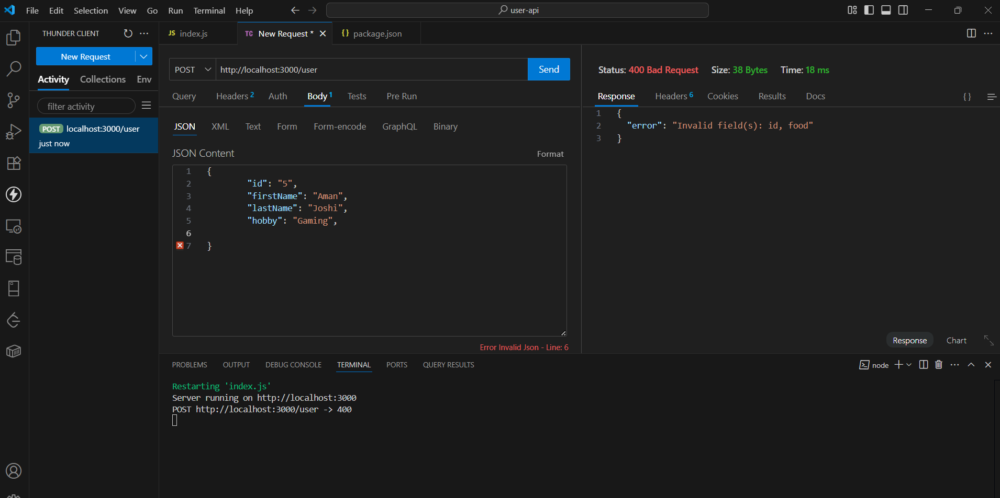 File Edit Selection View Go Run Terminal Help
user-api
THUNDER CLIENT
New Request
Activity Collections Env
filter activity
POST localhost:3000/user
just now
JS index.js
TC New Request *
{} package.json
POST http://localhost:3000/user Send
Query Headers 2 Auth Body 1 Tests Pre Run
JSON XML Text Form Form-encode GraphQL Binary
JSON Content Format
1 {
2 "id": "5",
3 "firstName": "Aman",
4 "lastName": "Joshi",
5 "hobby": "Gaming",
6
7 }
Error Invalid Json - Line: 6
Status: 400 Bad Request Size: 38 Bytes Time: 18 ms
Response Headers 6 Cookies Results Docs {}
1 {
2 "error": "Invalid field(s): id, food"
3 }
Response Chart
PROBLEMS OUTPUT DEBUG CONSOLE TERMINAL PORTS QUERY RESULTS
node
Restarting 'index.js'
Server running on http://localhost:3000
POST http://localhost:3000/user -> 400